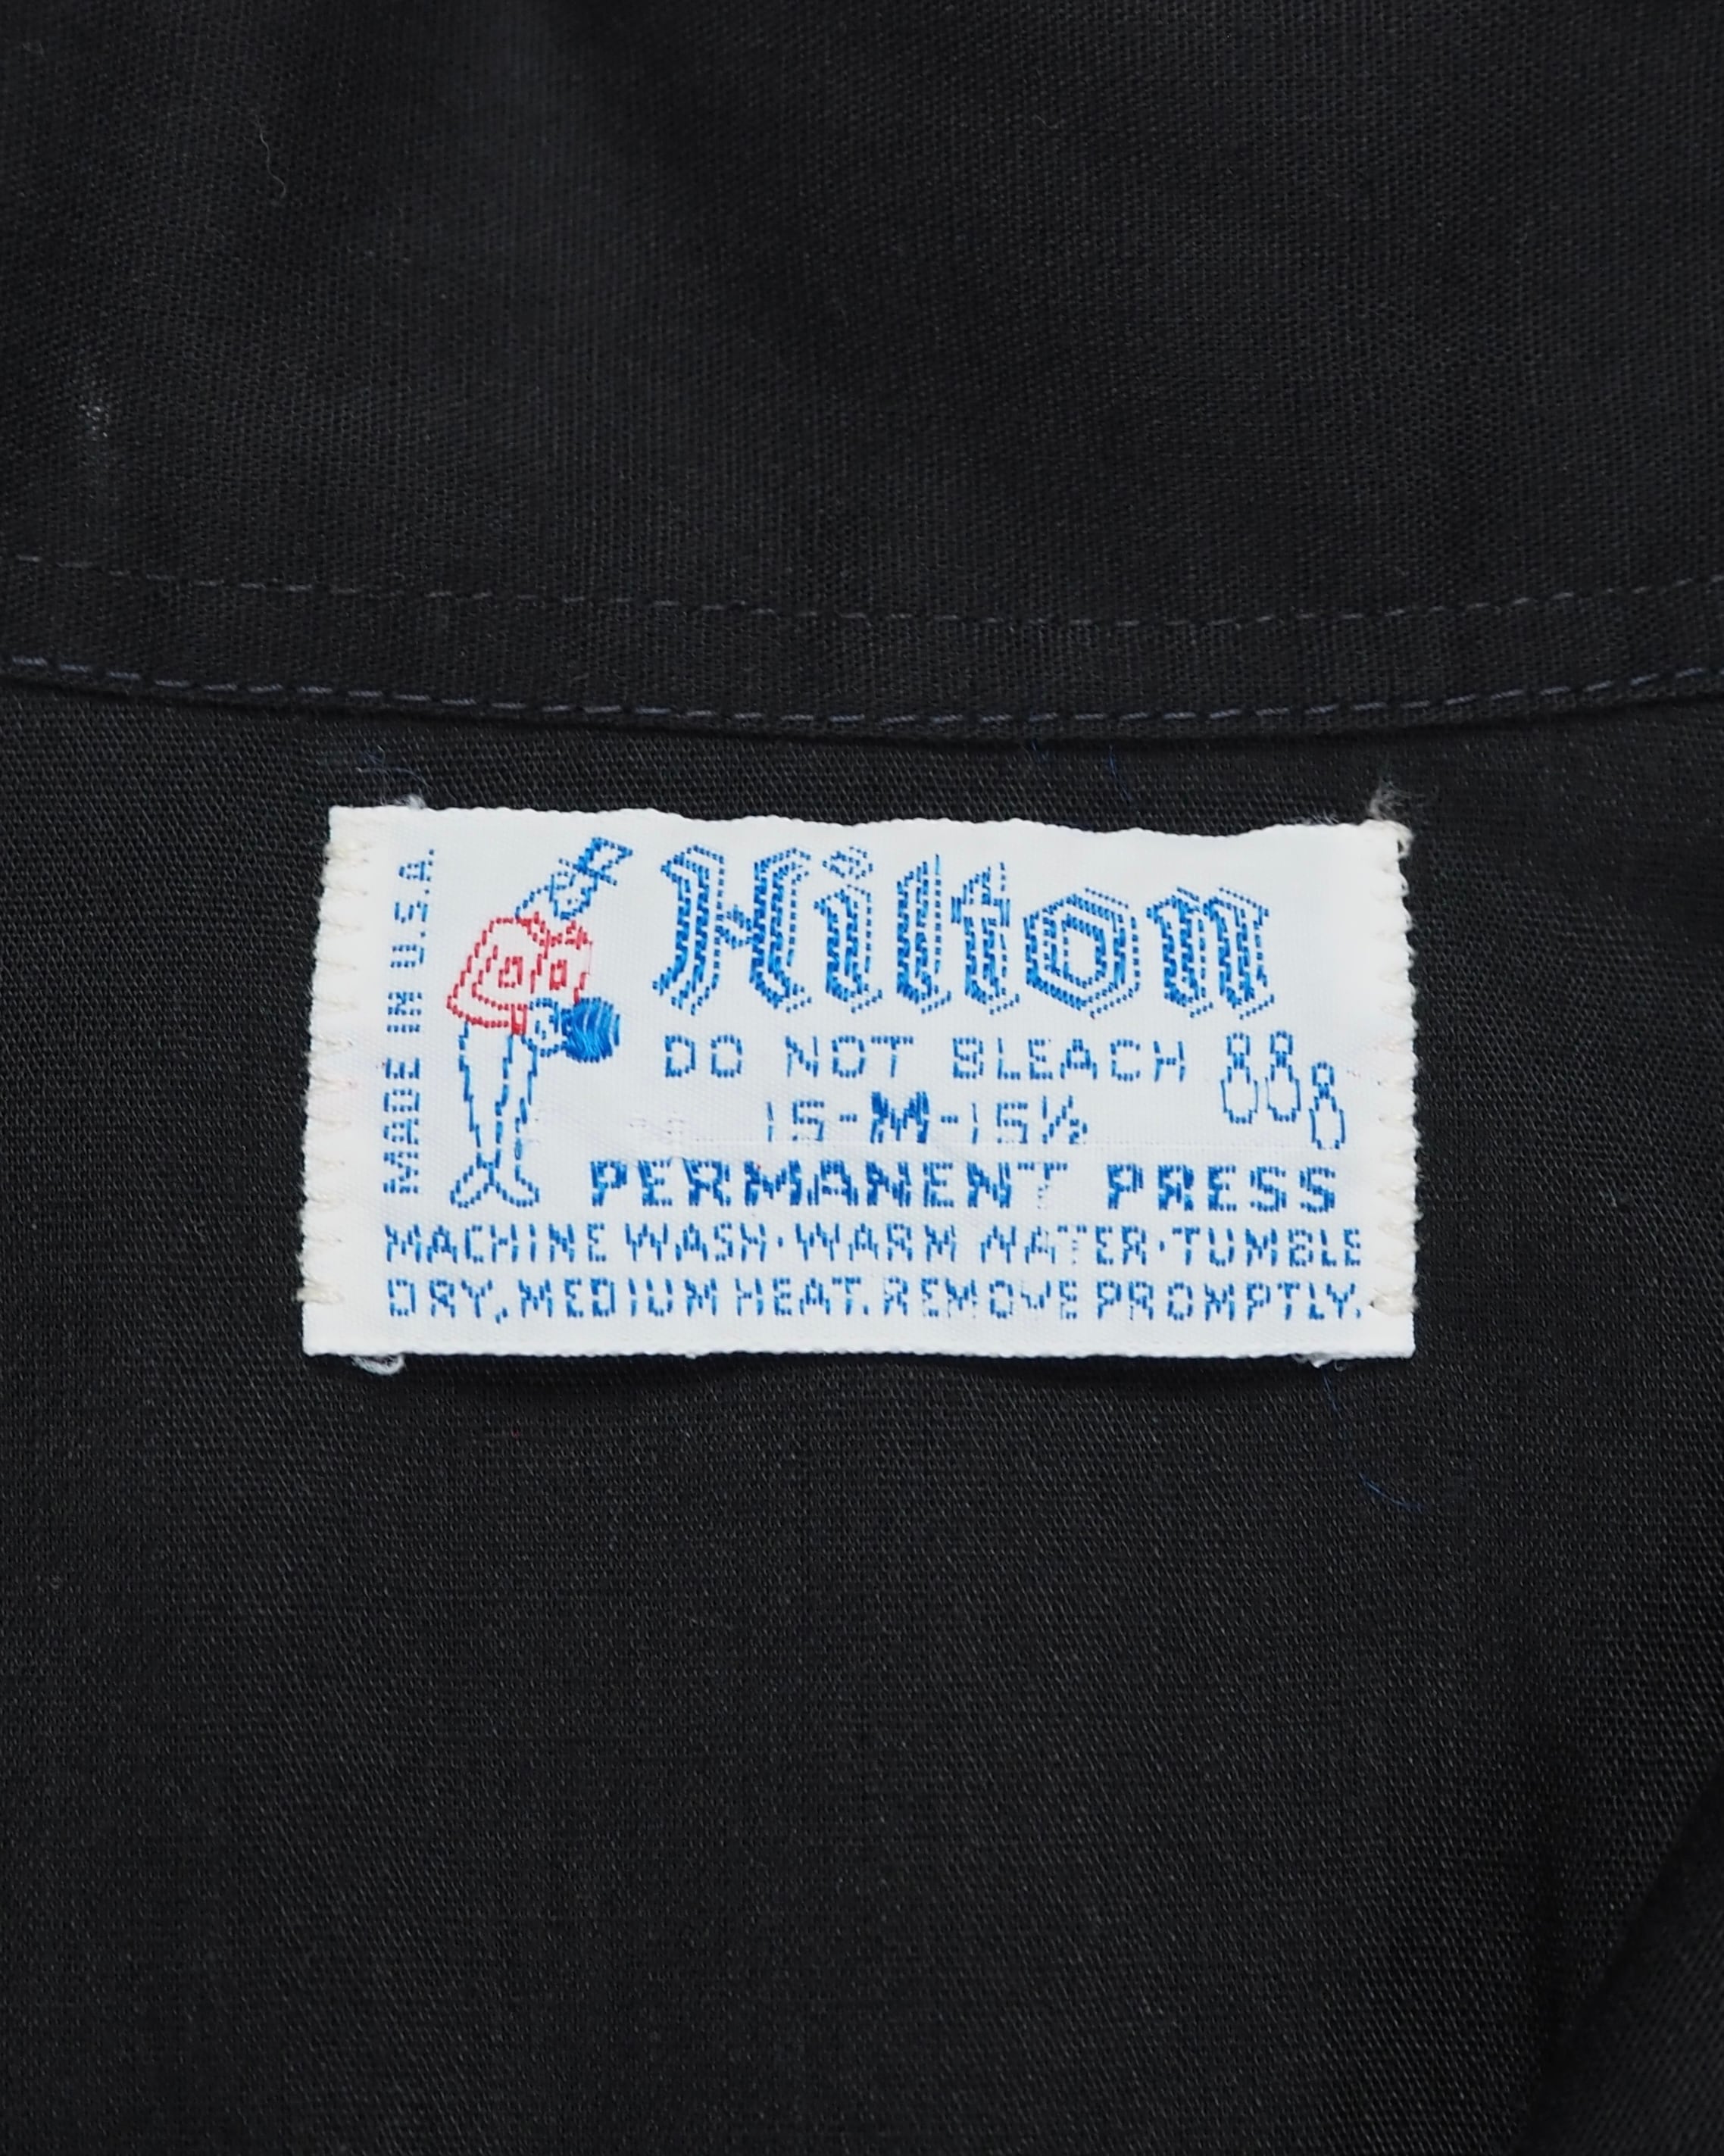 MADE IN U.S.A.
Hilton
DO NOT BLEACH
15-M-15½
PERMANENT PRESS
MACHINE WASH·WARM WATER·TUMBLE
DRY, MEDIUM HEAT. REMOVE PROMPTLY.